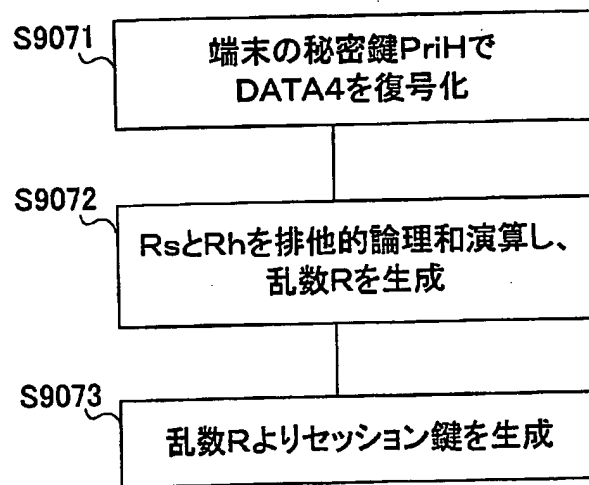 S9071
端末の秘密鍵PriHで
DATA4を復号化
S9072
RsとRhを排他的論理和演算し、
乱数Rを生成
S9073
乱数Rよりセッション鍵を生成